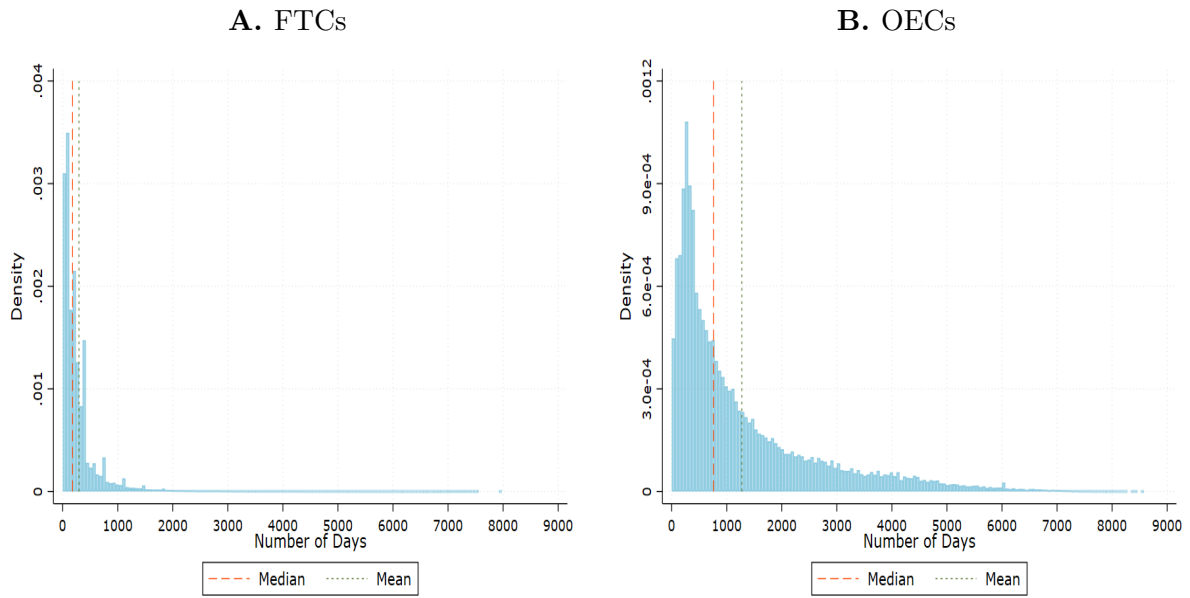 A. FTCs
.004
.003
.002
.001
0
Density
0 1000 2000 3000 4000 5000 6000 7000 8000 9000
Number of Days
Median Mean
B. OECs
.0012
9.0e-04
6.0e-04
3.0e-04
0
Density
0 1000 2000 3000 4000 5000 6000 7000 8000 9000
Number of Days
Median Mean